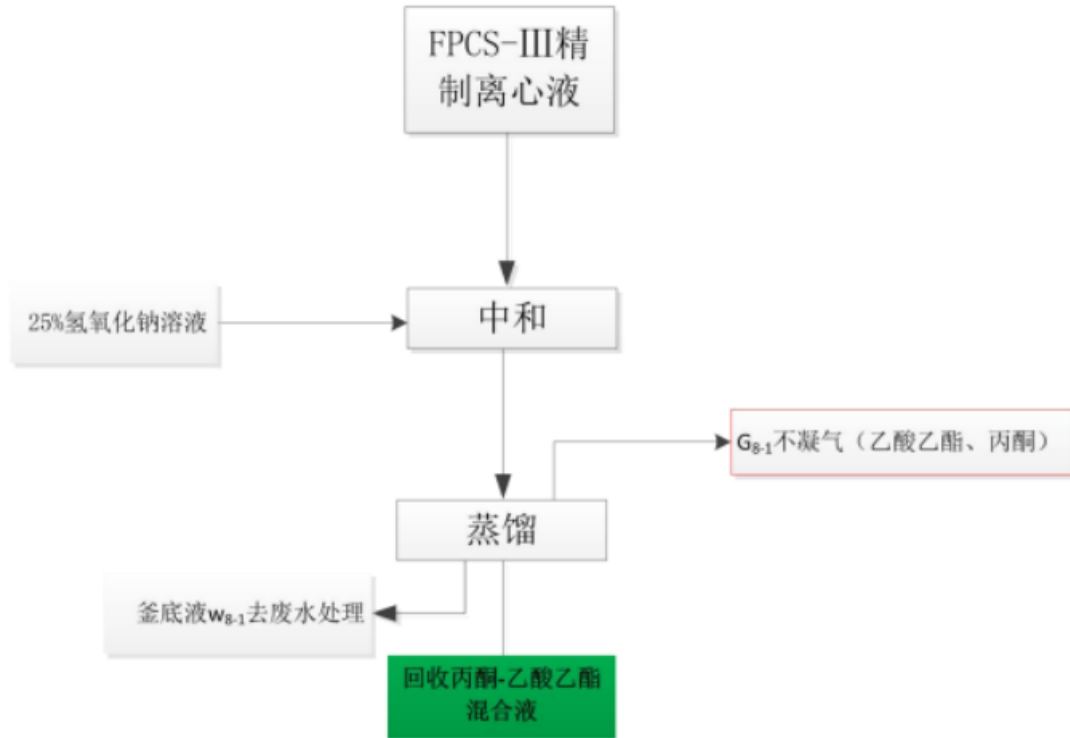 FPCS-III精
制离心液
25%氢氧化钠溶液
中和
G8-1不凝气（乙酸乙酯、丙酮）
蒸馏
釜底液w8-1去废水处理
回收丙酮-乙酸乙酯
混合液